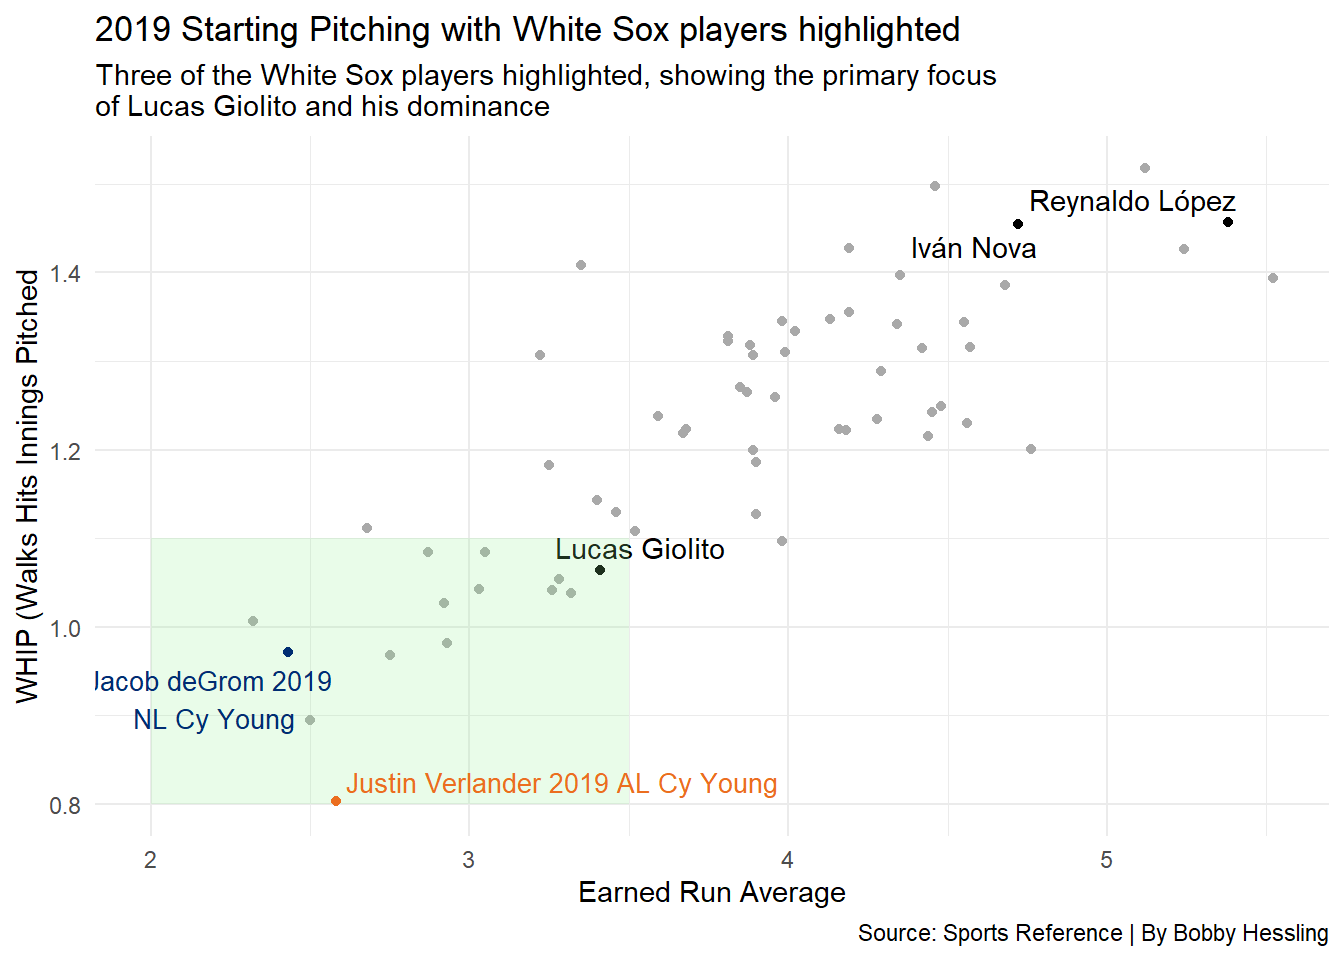 2019 Starting Pitching with White Sox players highlighted
Three of the White Sox players highlighted, showing the primary focus
of Lucas Giolito and his dominance
WHIP (Walks Hits Innings Pitched
1.4
1.2
1.0
0.8
Reynaldo López
Iván Nova
Lucas Giolito
Jacob deGrom 2019
NL Cy Young
Justin Verlander 2019 AL Cy Young
2
3
4
5
Earned Run Average
Source: Sports Reference | By Bobby Hessling